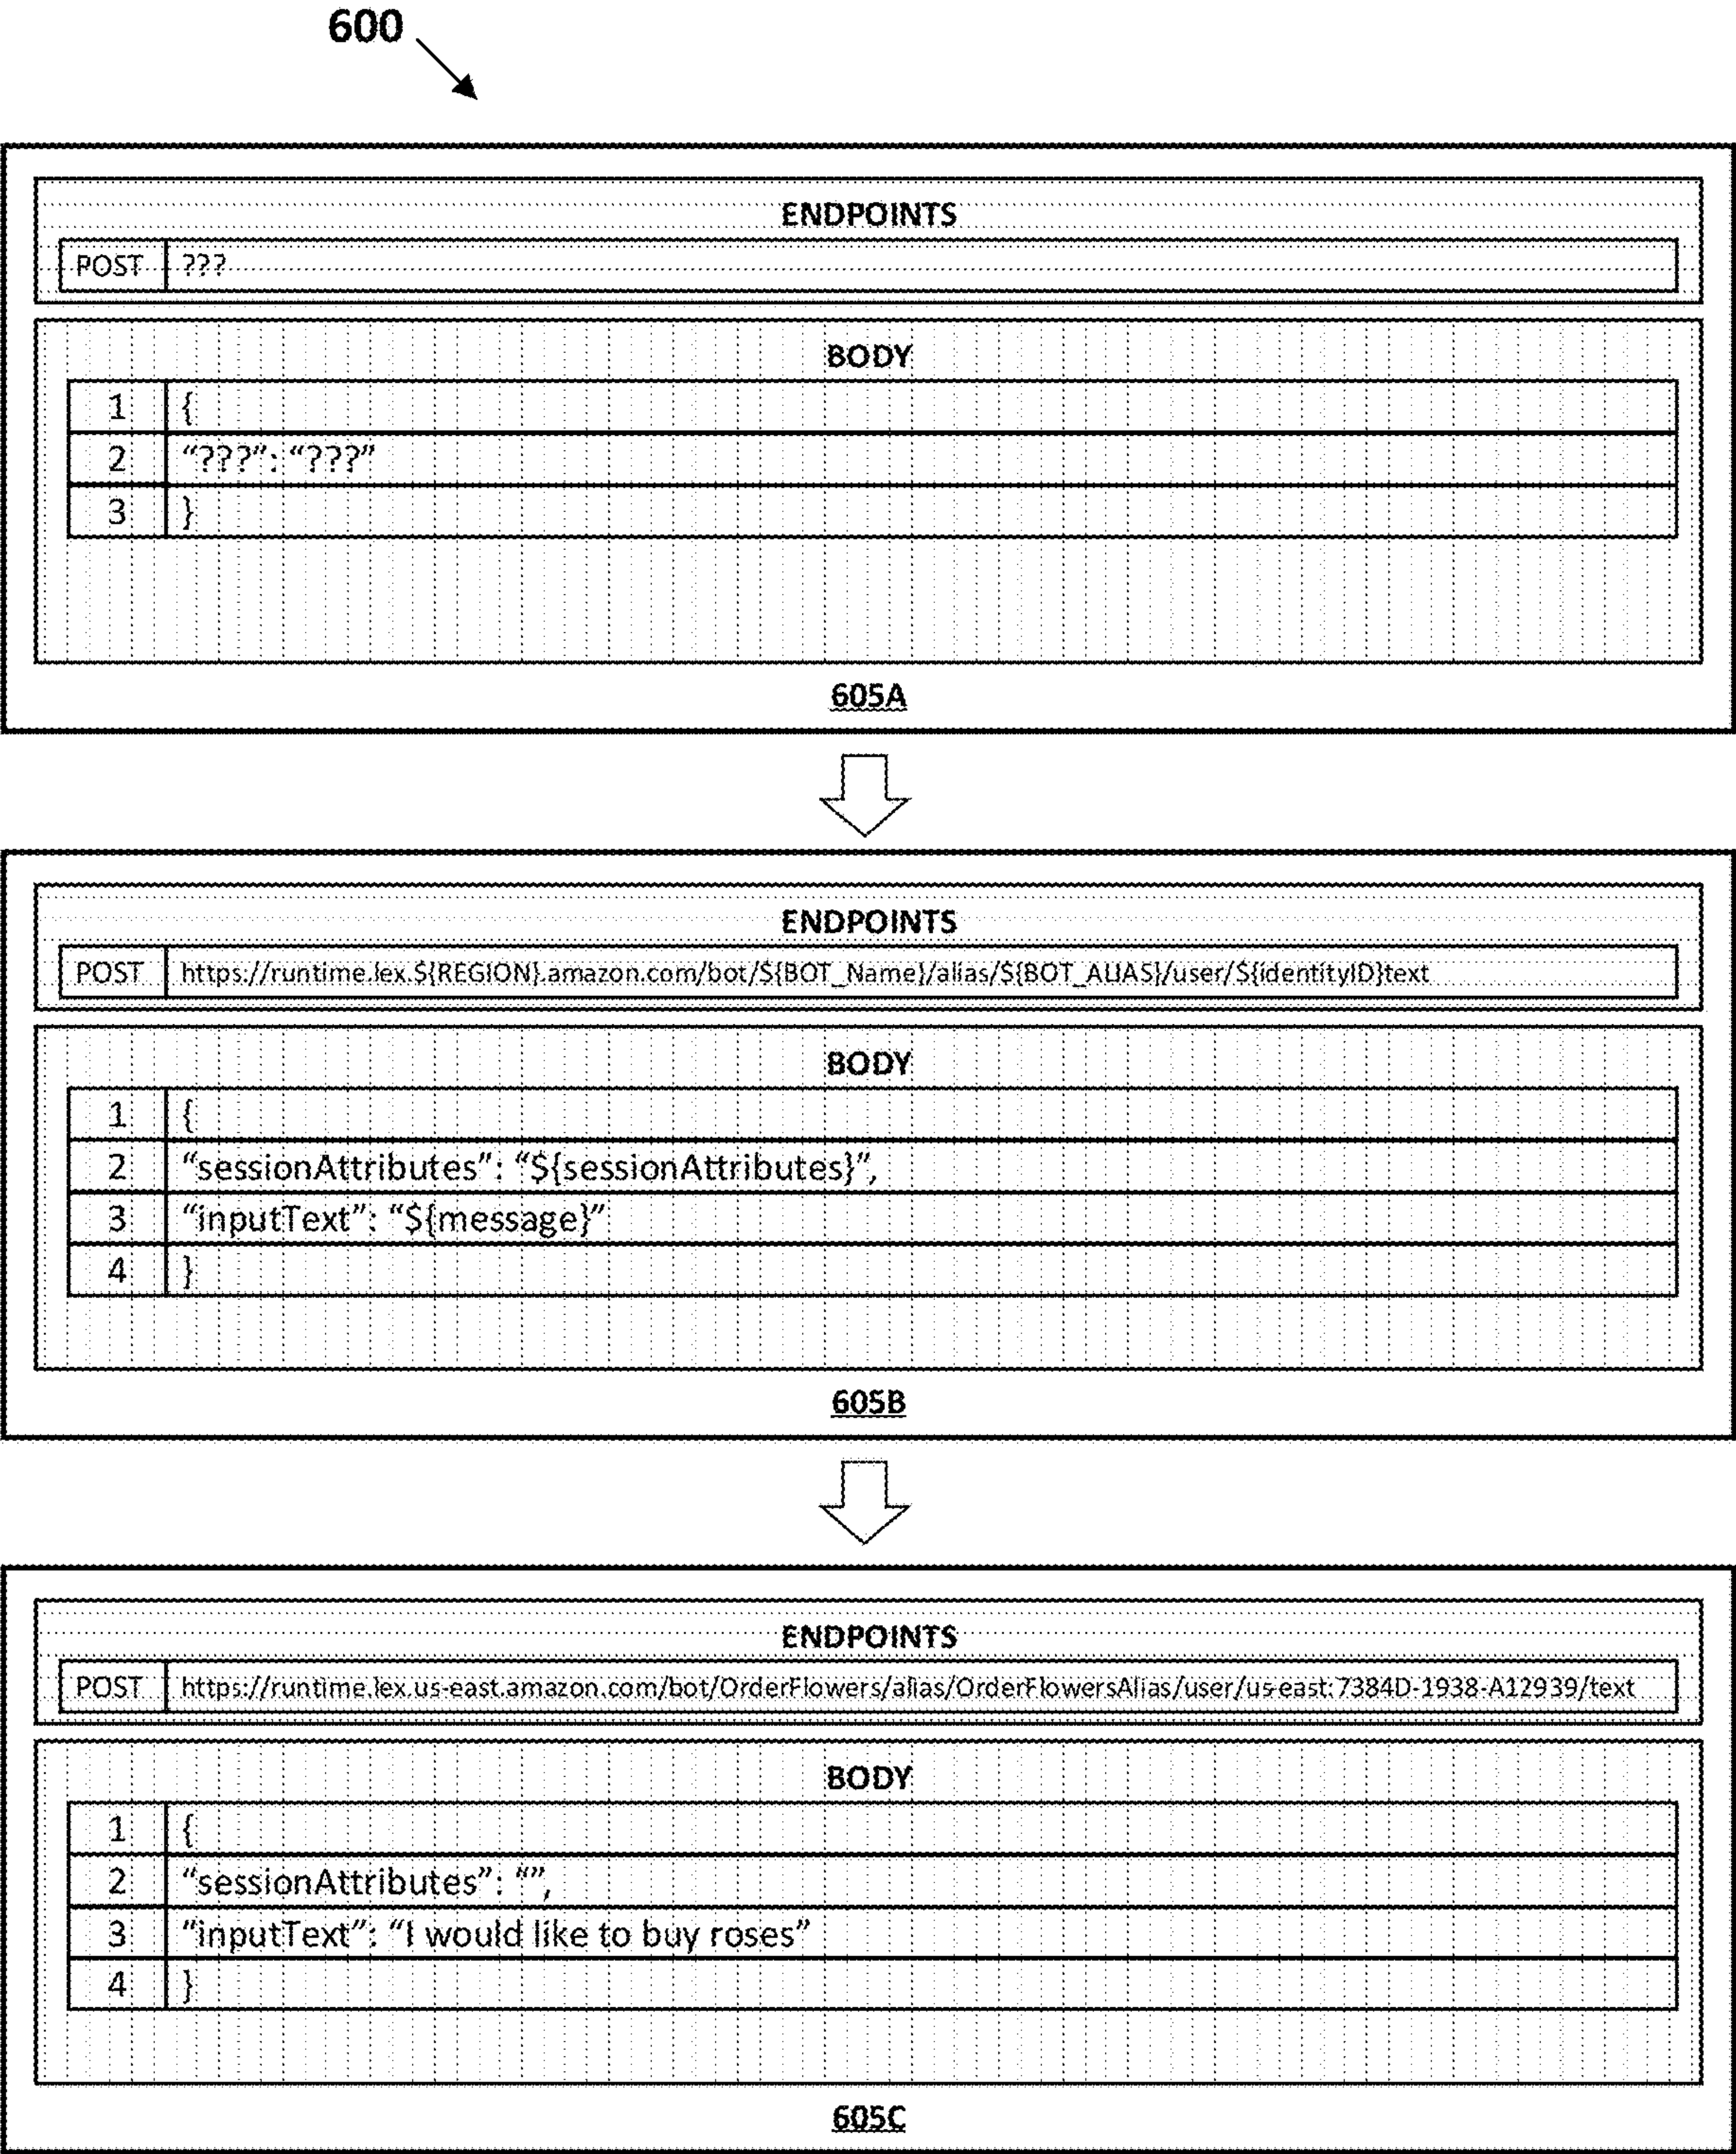 600
ENDPOINTS
POST ???
BODY
1 {
2 “???”: “???”
3 }
605A
ENDPOINTS
POST https://runtime.lex.${REGION}.amazon.com/bot/${BOT_Name}/alias/${BOT_ALIAS}/user/${identityID}text
BODY
1 {
2 “sessionAttributes”: “${sessionAttributes}”,
3 “inputText”: “${message}”
4 }
605B
ENDPOINTS
POST https://runtime.lex.us-east.amazon.com/bot/OrderFlowers/alias/OrderFlowersAlias/user/us-east:7384D-1938-A12939/text
BODY
1 {
2 “sessionAttributes”: “”,
3 “inputText”: “I would like to buy roses”
4 }
605C